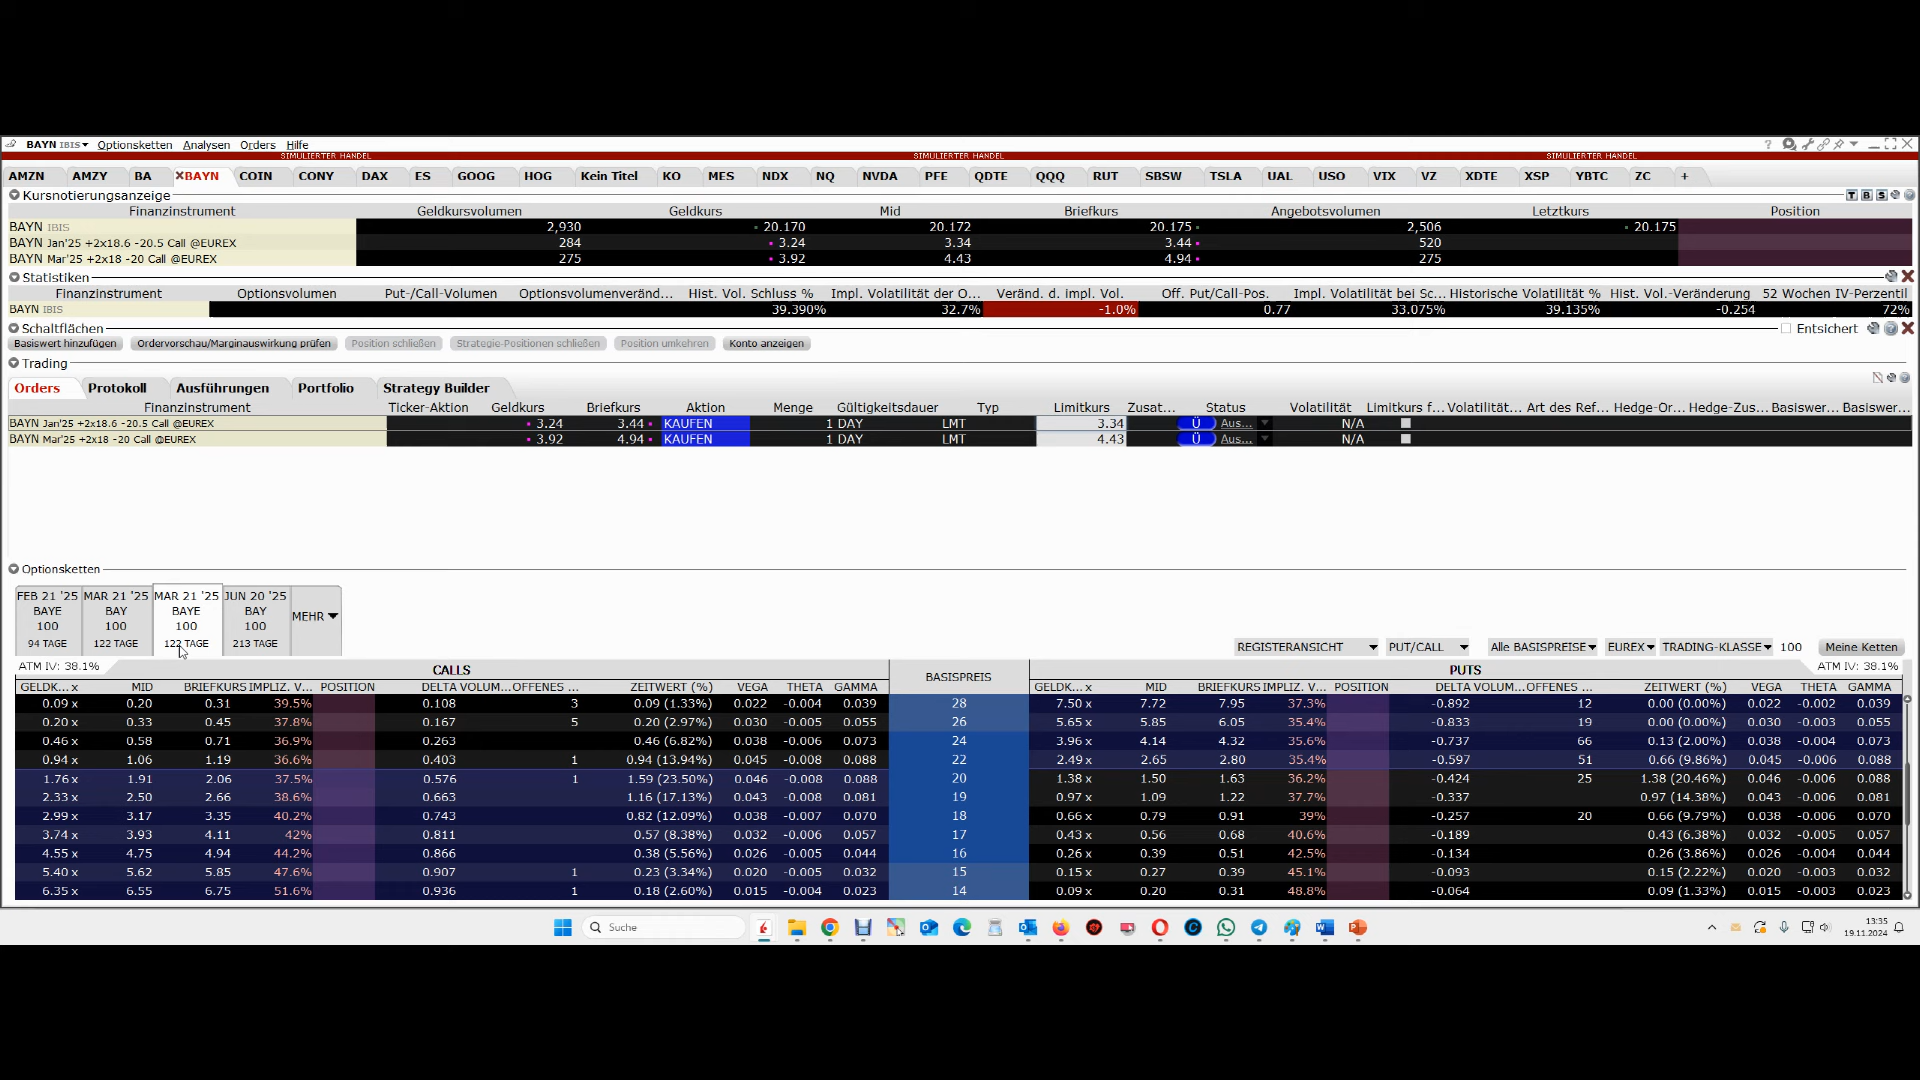 BAYN IBIS Optionsketten Analysen Orders Hilfe
SIMULIERTER HANDEL SIMULIERTER HANDEL SIMULIERTER HANDEL
AMZN AMZY BA BAYN COIN CONY DAX ES GOOG HOG Kein Titel KO MES NDX NQ NVDA PFE QDTE QQQ RUT SBSW TSLA UAL USO VIX VZ XDTE XSP YBTC ZC +
Kursnotierungsanzeige T B S
Finanzinstrument Geldkursvolumen Geldkurs Mid Briefkurs Angebotsvolumen Letztkurs Position
BAYN IBIS 2,930 20.170 20.172 20.175 2,506 20.175
BAYN Jan'25 +2x18.6 -20.5 Call @EUREX 284 3.24 3.34 3.44 520
BAYN Mar'25 +2x18 -20 Call @EUREX 275 3.92 4.43 4.94 275
Statistiken
Finanzinstrument Optionsvolumen Put-/Call-Volumen Optionsvolumenveränd... Hist. Vol. Schluss % Impl. Volatilität der O... Veränd. d. impl. Vol. Off. Put/Call-Pos. Impl. Volatilität bei Sc... Historische Volatilität % Hist. Vol.-Veränderung 52 Wochen IV-Perzentil
BAYN IBIS 39.390% 32.7% -1.0% 0.77 33.075% 39.135% -0.254 72%
Schaltflächen Entsichert
Basiswert hinzufügen Ordervorschau/Marginauswirkung prüfen Position schließen Strategie-Positionen schließen Position umkehren Konto anzeigen
Trading
Orders Protokoll Ausführungen Portfolio Strategy Builder
Finanzinstrument Ticker-Aktion Geldkurs Briefkurs Aktion Menge Gültigkeitsdauer Typ Limitkurs Zusat... Status Volatilität Limitkurs f... Volatilität... Art des Ref... Hedge-Or... Hedge-Zus... Basiswer... Basiswer...
BAYN Jan'25 +2x18.6 -20.5 Call @EUREX 3.24 3.44 KAUFEN 1 DAY LMT 3.34 Ü Aus... N/A
BAYN Mar'25 +2x18 -20 Call @EUREX 3.92 4.94 KAUFEN 1 DAY LMT 4.43 Ü Aus... N/A
Optionsketten
FEB 21 '25 MAR 21 '25 MAR 21 '25 JUN 20 '25
BAYE BAY BAYE BAY MEHR
100 100 100 100
94 TAGE 122 TAGE 122 TAGE 213 TAGE
REGISTERANSICHT PUT/CALL Alle BASISPREISE EUREX TRADING-KLASSE 100 Meine Ketten
ATM IV: 38.1% CALLS BASISPREIS PUTS ATM IV: 38.1%
GELDK... x MID BRIEFKURS IMPLIZ. V... POSITION DELTA VOLUM... OFFENES ... ZEITWERT (%) VEGA THETA GAMMA GELDK... x MID BRIEFKURS IMPLIZ. V... POSITION DELTA VOLUM... OFFENES ... ZEITWERT (%) VEGA THETA GAMMA
0.09 x 0.20 0.31 39.5% 0.108 3 0.09 (1.33%) 0.022 -0.004 0.039 28 7.50 x 7.72 7.95 37.3% -0.892 12 0.00 (0.00%) 0.022 -0.002 0.039
0.20 x 0.33 0.45 37.8% 0.167 5 0.20 (2.97%) 0.030 -0.005 0.055 26 5.65 x 5.85 6.05 35.4% -0.833 19 0.00 (0.00%) 0.030 -0.003 0.055
0.46 x 0.58 0.71 36.9% 0.263 0.46 (6.82%) 0.038 -0.006 0.073 24 3.96 x 4.14 4.32 35.6% -0.737 66 0.13 (2.00%) 0.038 -0.004 0.073
0.94 x 1.06 1.19 36.6% 0.403 1 0.94 (13.94%) 0.045 -0.008 0.088 22 2.49 x 2.65 2.80 35.4% -0.597 51 0.66 (9.86%) 0.045 -0.006 0.088
1.76 x 1.91 2.06 37.5% 0.576 1 1.59 (23.50%) 0.046 -0.008 0.088 20 1.38 x 1.50 1.63 36.2% -0.424 25 1.38 (20.46%) 0.046 -0.006 0.088
2.33 x 2.50 2.66 38.6% 0.663 1.16 (17.13%) 0.043 -0.008 0.081 19 0.97 x 1.09 1.22 37.7% -0.337 0.97 (14.38%) 0.043 -0.006 0.081
2.99 x 3.17 3.35 40.2% 0.743 0.82 (12.09%) 0.038 -0.007 0.070 18 0.66 x 0.79 0.91 39% -0.257 20 0.66 (9.79%) 0.038 -0.006 0.070
3.74 x 3.93 4.11 42% 0.811 0.57 (8.38%) 0.032 -0.006 0.057 17 0.43 x 0.56 0.68 40.6% -0.189 0.43 (6.38%) 0.032 -0.005 0.057
4.55 x 4.75 4.94 44.2% 0.866 0.38 (5.56%) 0.026 -0.005 0.044 16 0.26 x 0.39 0.51 42.5% -0.134 0.26 (3.86%) 0.026 -0.004 0.044
5.40 x 5.62 5.85 47.6% 0.907 1 0.23 (3.34%) 0.020 -0.005 0.032 15 0.15 x 0.27 0.39 45.1% -0.093 0.15 (2.22%) 0.020 -0.003 0.032
6.35 x 6.55 6.75 51.6% 0.936 1 0.18 (2.60%) 0.015 -0.004 0.023 14 0.09 x 0.20 0.31 48.8% -0.064 0.09 (1.33%) 0.015 -0.003 0.023
Suche
13:35
19.11.2024